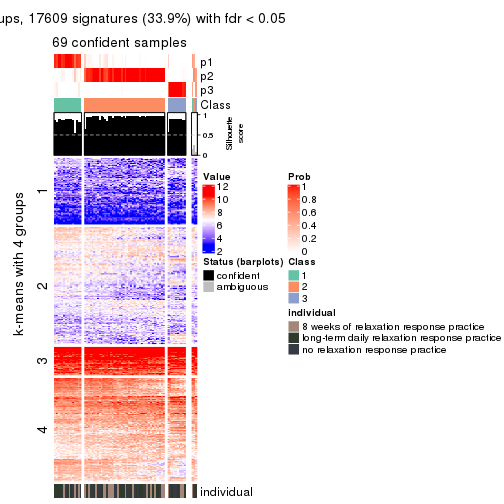 ups, 17609 signatures (33.9%) with fdr < 0.05
69 confident samples
p1
p2
p3
Class
1
0.5
0
Silhouette
score
k-means with 4 groups
1
2
3
4
Value
12
10
8
6
4
2
Prob
1
0.8
0.6
0.4
0.2
0
Status (barplots)
confident
ambiguous
Class
1
2
3
individual
8 weeks of relaxation response practice
long-term daily relaxation response practice
no relaxation response practice
individual